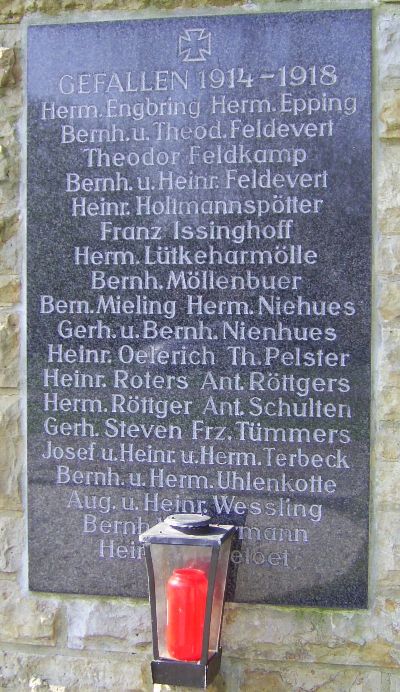 GEFALLEN 1914-1918
Herm. Engbring Herm. Epping
Bernh. u. Theod. Feldevert
Theodor Feldkamp
Bernh. u. Heinr. Feldevert
Heinr. Holtmannspötter
Franz Issinghoff
Herm. Lütkeharmölle
Bernh. Möllenbuer
Bern. Mieling Herm. Niehues
Gerh. u. Bernh. Nienhues
Heinr. Oeferich Th. Pelster
Heinr. Roters Ant. Röttgers
Herm. Röttger Ant. Schulten
Gerh. Steven Frz. Tümmers
Josef u. Heinr. u. Herm. Terbeck
Bernh. u. Herm. Uhlenkotte
Aug. u. Heinr. Wessling
Bernh.